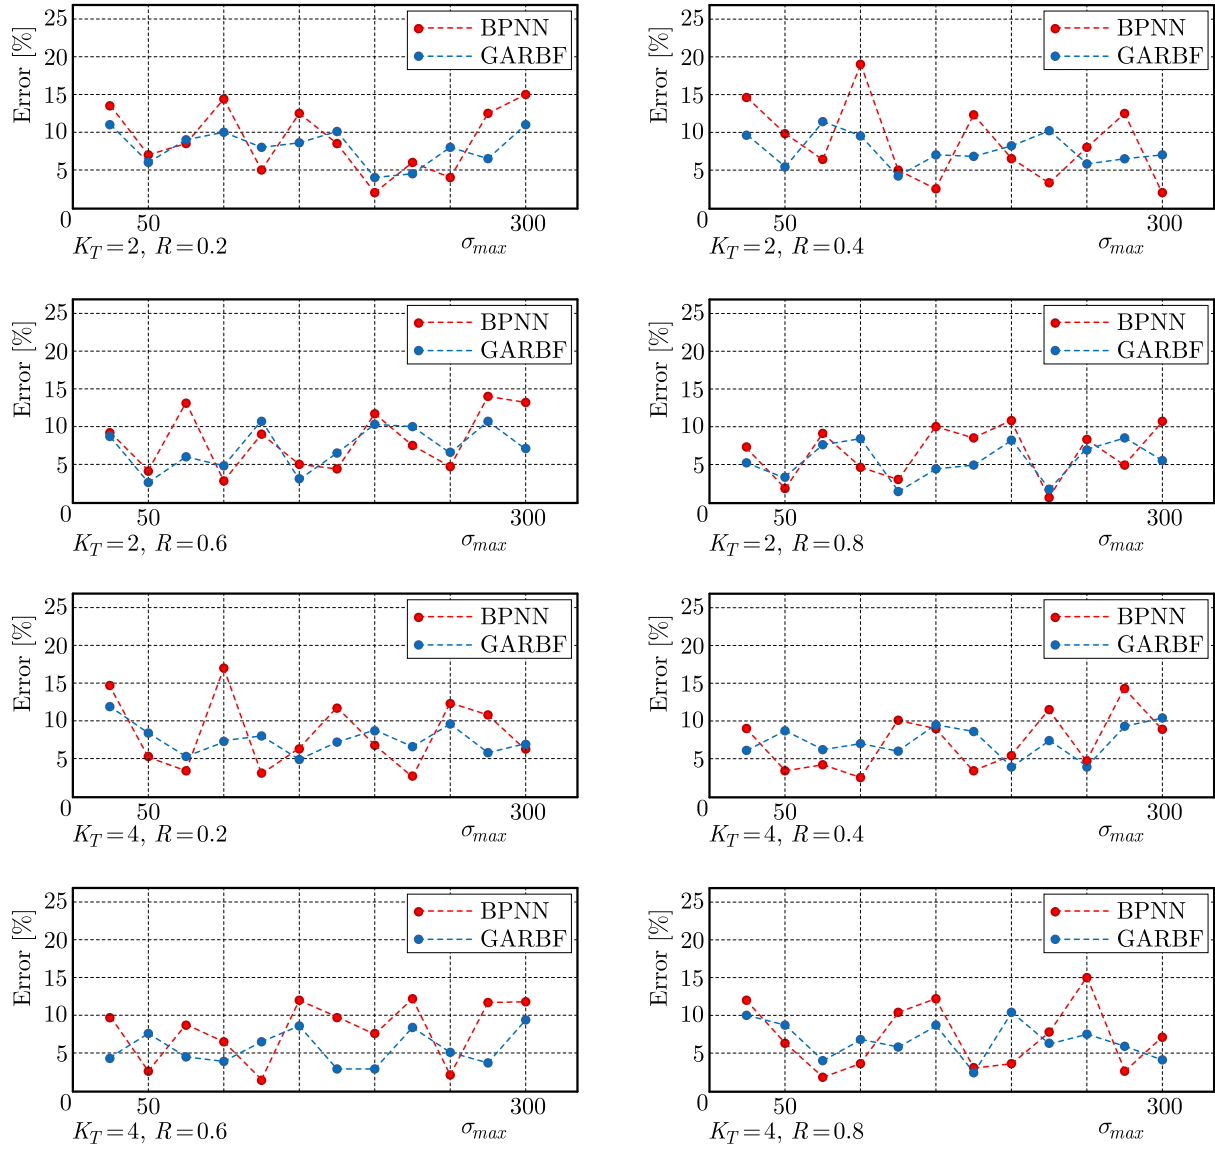 Error [%]
25
20
15
10
5
0
50
300
BPNN
GARBF
K_T=2, R=0.2
σ_max
Error [%]
25
20
15
10
5
0
50
300
BPNN
GARBF
K_T=2, R=0.4
σ_max
Error [%]
25
20
15
10
5
0
50
300
BPNN
GARBF
K_T=2, R=0.6
σ_max
Error [%]
25
20
15
10
5
0
50
300
BPNN
GARBF
K_T=2, R=0.8
σ_max
Error [%]
25
20
15
10
5
0
50
300
BPNN
GARBF
K_T=4, R=0.2
σ_max
Error [%]
25
20
15
10
5
0
50
300
BPNN
GARBF
K_T=4, R=0.4
σ_max
Error [%]
25
20
15
10
5
0
50
300
BPNN
GARBF
K_T=4, R=0.6
σ_max
Error [%]
25
20
15
10
5
0
50
300
BPNN
GARBF
K_T=4, R=0.8
σ_max